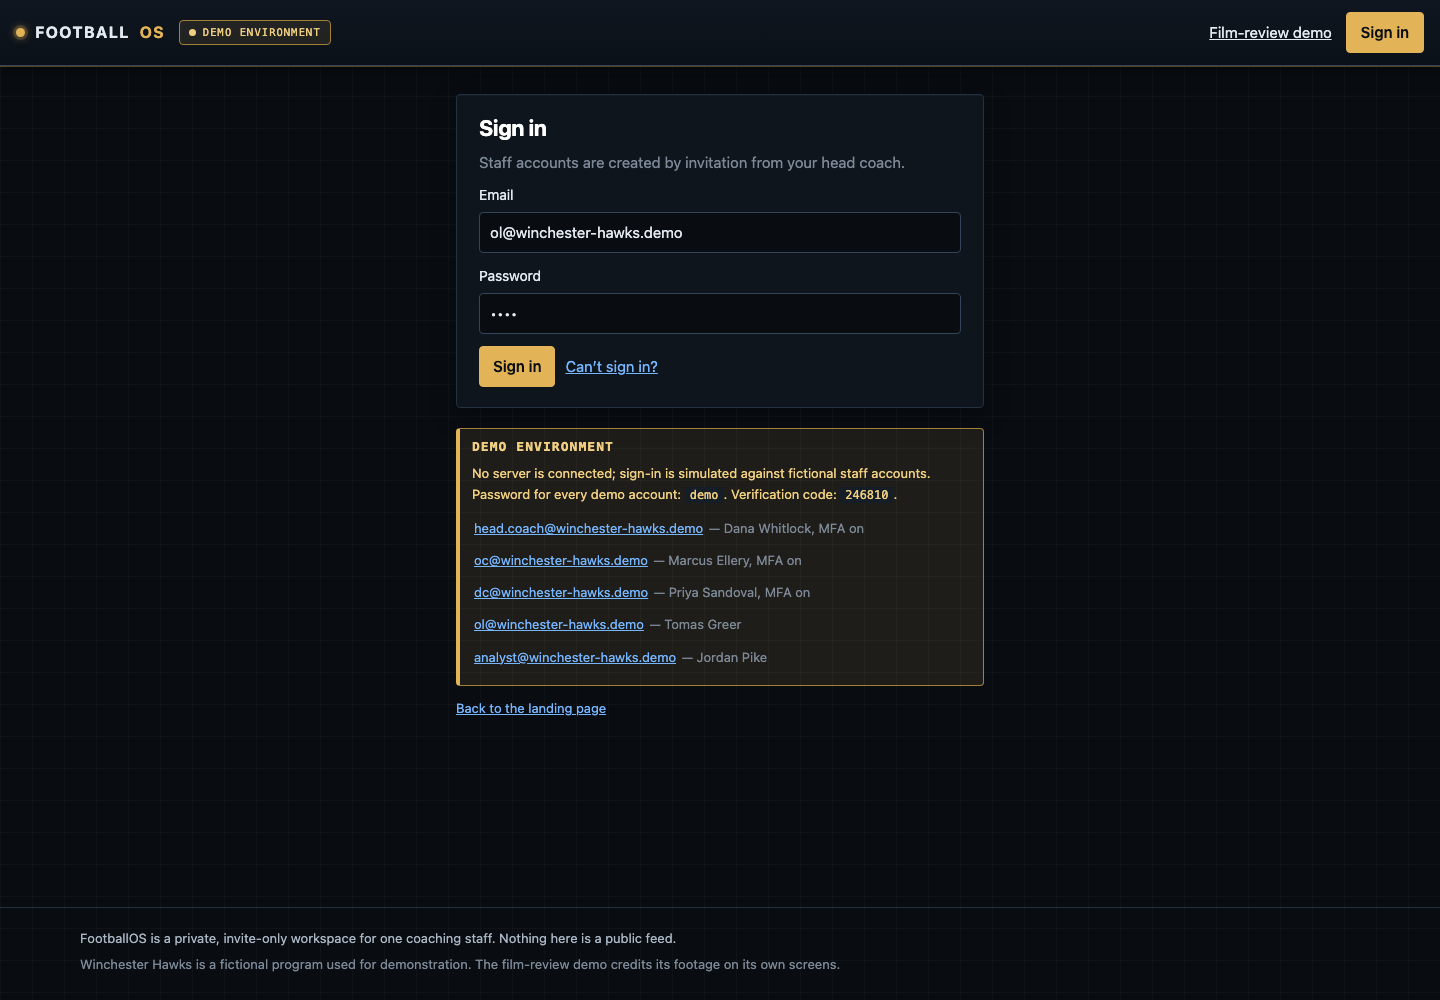 FOOTBALL OS
DEMO ENVIRONMENT
Film-review demo
Sign in
Sign in
Staff accounts are created by invitation from your head coach.
Email
ol@winchester-hawks.demo
Password
••••
Sign in
Can't sign in?
DEMO ENVIRONMENT
No server is connected; sign-in is simulated against fictional staff accounts.
Password for every demo account: demo . Verification code: 246810 .
head.coach@winchester-hawks.demo — Dana Whitlock, MFA on
oc@winchester-hawks.demo — Marcus Ellery, MFA on
dc@winchester-hawks.demo — Priya Sandoval, MFA on
ol@winchester-hawks.demo — Tomas Greer
analyst@winchester-hawks.demo — Jordan Pike
Back to the landing page
FootballOS is a private, invite-only workspace for one coaching staff. Nothing here is a public feed.
Winchester Hawks is a fictional program used for demonstration. The film-review demo credits its footage on its own screens.